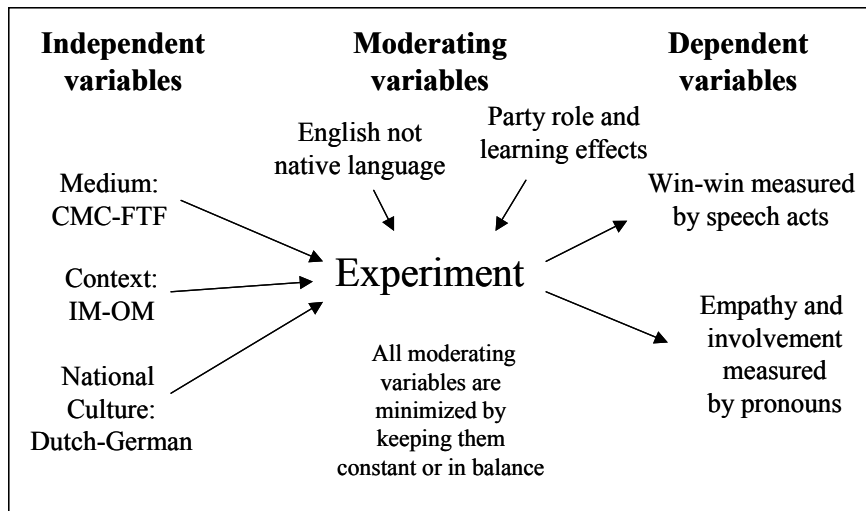 Independent
variables
Moderating
variables
Dependent
variables
English not
native language
Party role and
learning effects
Medium:
CMC-FTF
Context:
IM-OM
National
Culture:
Dutch-German
Experiment
All moderating
variables are
minimized by
keeping them
constant or in balance
Win-win measured
by speech acts
Empathy and
involvement
measured
by pronouns